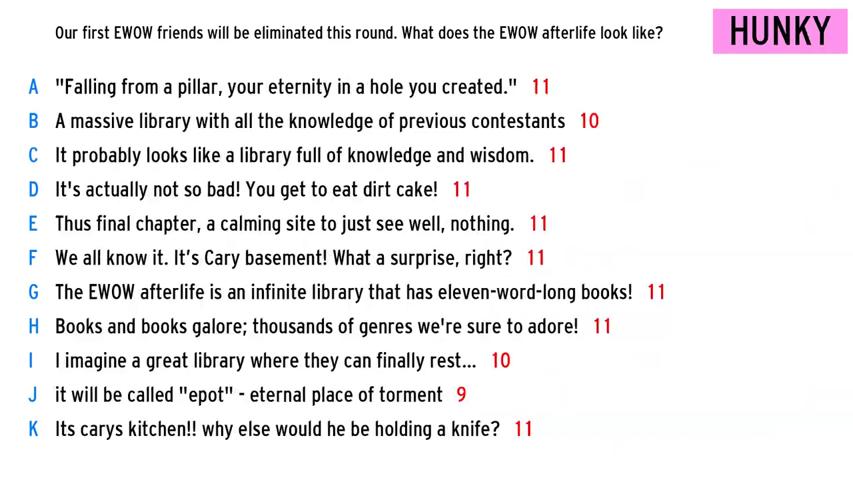 Our first EWOW friends will be eliminated this round. What does the EWOW afterlife look like?
HUNKY
A "Falling from a pillar, your eternity in a hole you created." 11
B A massive library with all the knowledge of previous contestants 10
C It probably looks like a library full of knowledge and wisdom. 11
D It's actually not so bad! You get to eat dirt cake! 11
E Thus final chapter, a calming site to just see well, nothing. 11
F We all know it. It’s Cary basement! What a surprise, right? 11
G The EWOW afterlife is an infinite library that has eleven-word-long books! 11
H Books and books galore; thousands of genres we're sure to adore! 11
I I imagine a great library where they can finally rest... 10
J it will be called "epot" - eternal place of torment 9
K Its carys kitchen!! why else would he be holding a knife? 11